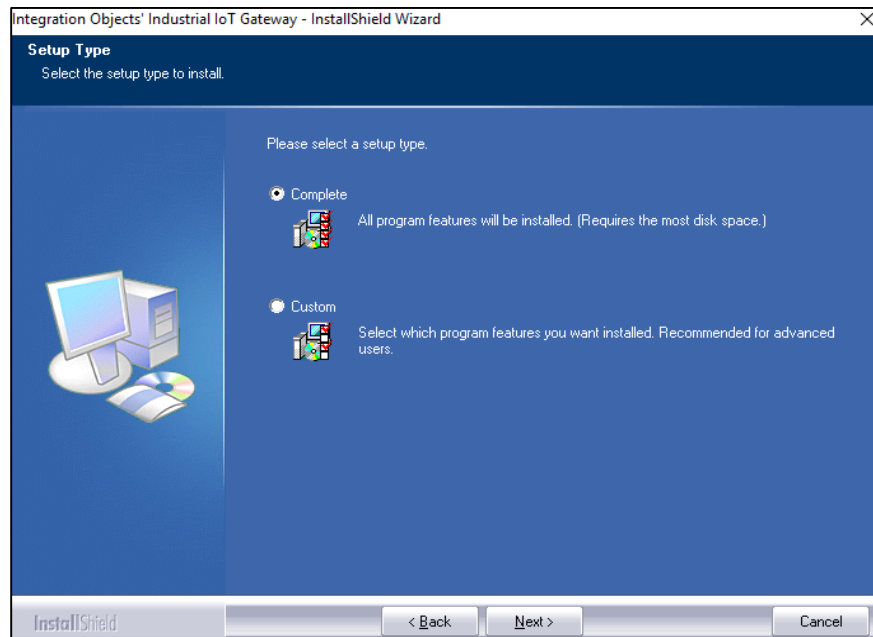 Integration Objects' Industrial IoT Gateway - InstallShield Wizard
Setup Type
Select the setup type to install.
Please select a setup type.
Complete
All program features will be installed. (Requires the most disk space.)
Custom
Select which program features you want installed. Recommended for advanced
users.
InstallShield
< Back
Next >
Cancel